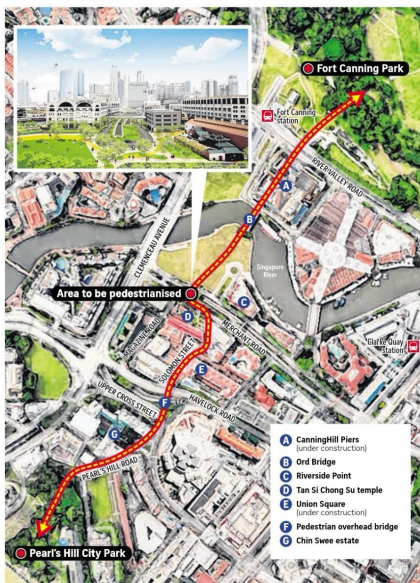 Fort Canning Park
Fort Canning
station
RIVER VALLEY ROAD
A
B
CLEMENCEAU AVENUE
Singapore
River
Area to be pedestrianised
C
D
MERCHANT ROAD
MAGAZINE ROAD
SOLOMON STREET
Clarke Quay
station
E
UPPER CROSS STREET
F
HAVELOCK ROAD
G
PEARL'S HILL ROAD
Pearl's Hill City Park
A CanningHill Piers
(under construction)
B Ord Bridge
C Riverside Point
D Tan Si Chong Su temple
E Union Square
(under construction)
F Pedestrian overhead bridge
G Chin Swee estate